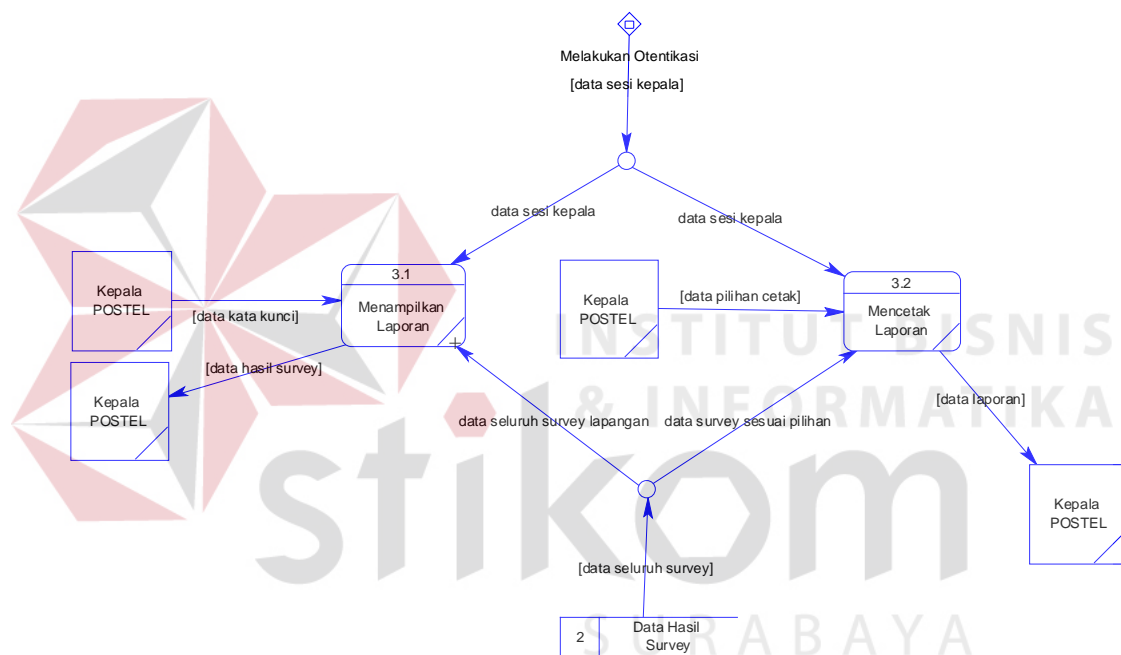 Melakukan Otentikasi
[data sesi kepala]
data sesi kepala
data sesi kepala
Kepala
POSTEL
[data kata kunci]
3.1
Menampilkan
Laporan
Kepala
POSTEL
[data pilihan cetak]
3.2
Mencetak
Laporan
[data hasil survey]
Kepala
POSTEL
data seluruh survey lapangan
data survey sesuai pilihan
[data laporan]
Kepala
POSTEL
[data seluruh survey]
2
Data Hasil
Survey
INSTITUT BISNIS
& INFORMATIKA
stikom
SURABAYA